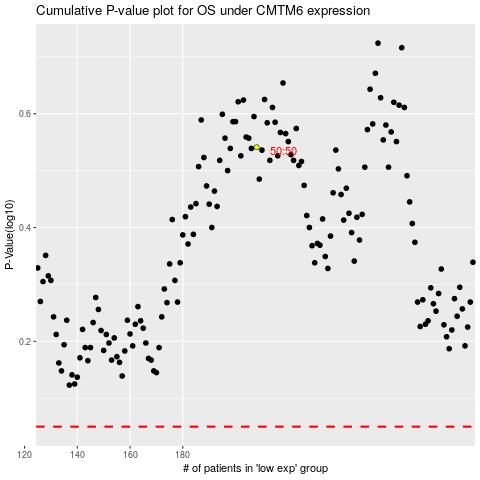 Cumulative P-value plot for OS under CMTM6 expression
P-Value(log10)
0.6
0.4
0.2
50:50
120 140 160 180
# of patients in 'low exp' group